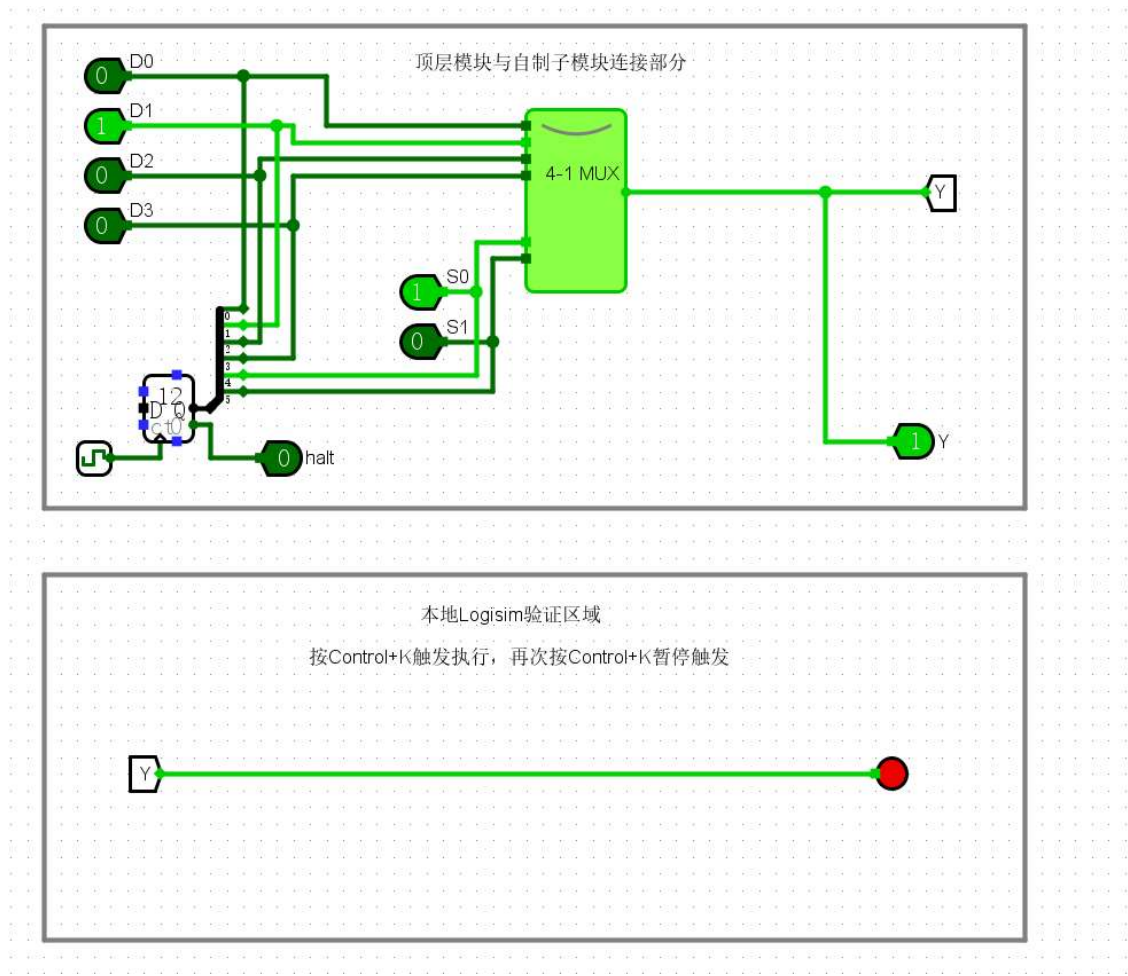 顶层模块与自制子模块连接部分
D0
0
D1
1
D2
0
D3
0
4-1 MUX
Y
S0
1
S1
0
0
1
2
3
4
5
12
D Q
ct0
0 halt
1 Y
本地Logisim验证区域
按Control+K触发执行，再次按Control+K暂停触发
Y